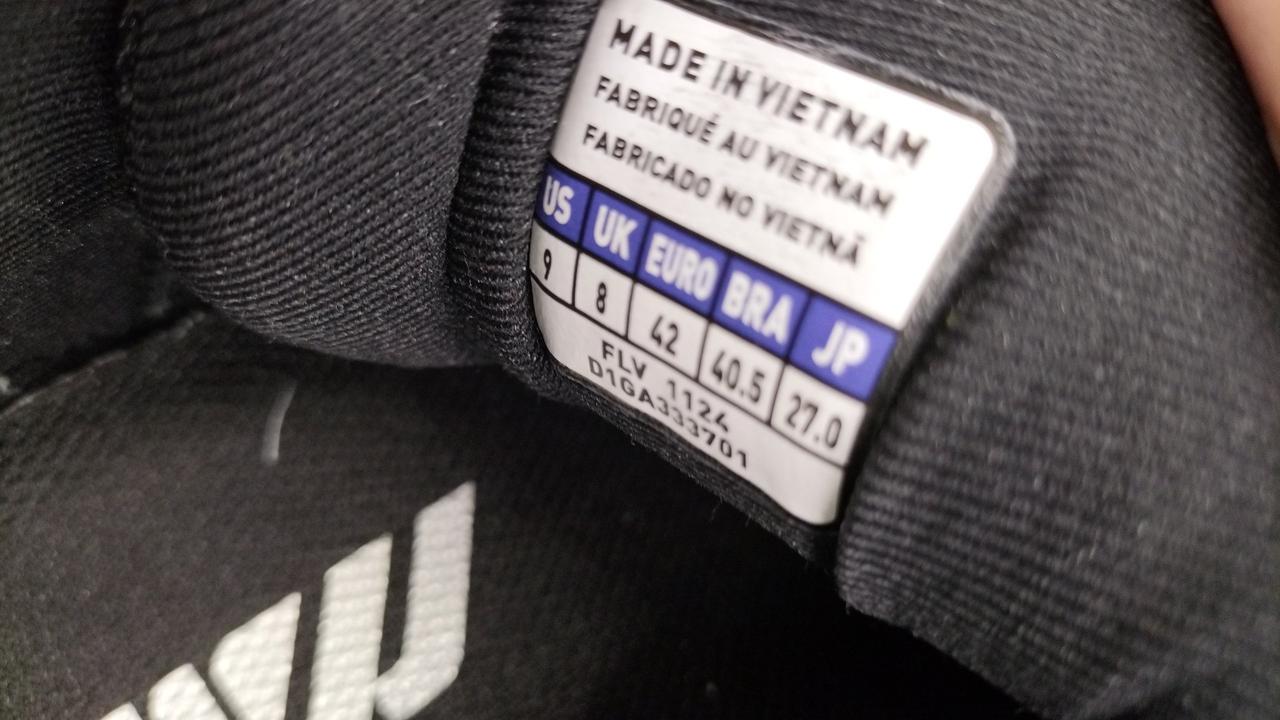 MADE IN VIETNAM
FABRIQUÉ AU VIETNAM
FABRICADO NO VIETNÃ
US UK EURO BRA JP
9 8 42 40.5 27.0
FLV 1124
D1GA333701